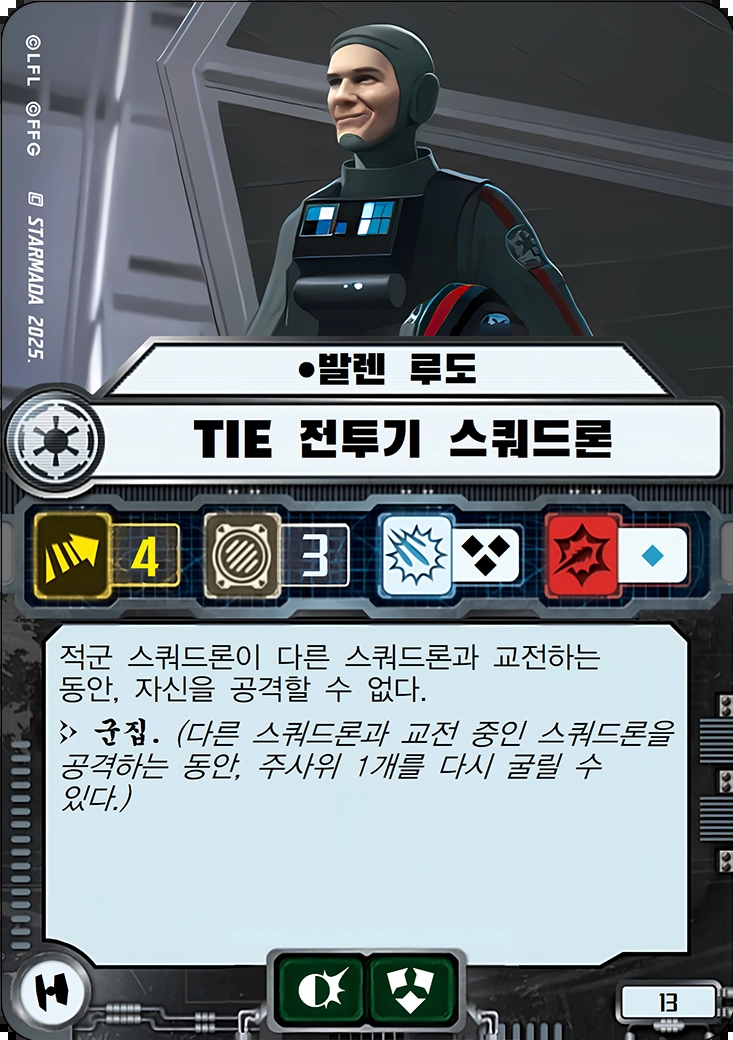 ©LFL ©FFG
STARMADA 2025.
•발렌 루도
TIE 전투기 스쿼드론
4
3
적군 스쿼드론이 다른 스쿼드론과 교전하는
동안, 자신을 공격할 수 없다.
군집. (다른 스쿼드론과 교전 중인 스쿼드론을
공격하는 동안, 주사위 1개를 다시 굴릴 수
있다.)
13